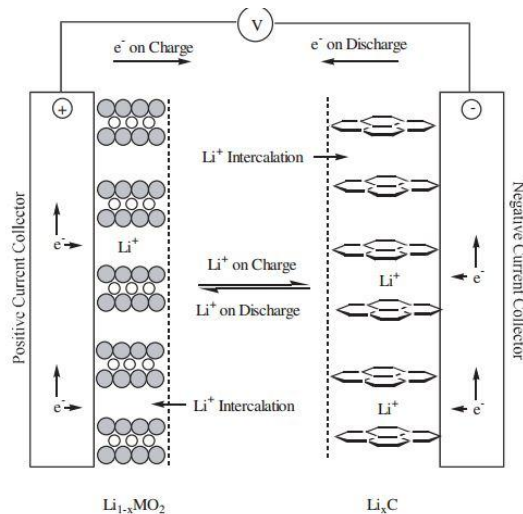 V
e⁻ on Charge
e⁻ on Discharge
+
-
Positive Current Collector
Negative Current Collector
Li⁺ Intercalation
Li⁺
e⁻
Li⁺ on Charge
Li⁺ on Discharge
Li⁺
e⁻
e⁻
Li⁺ Intercalation
Li⁺
e⁻
Li₁₋ₓMO₂
LiₓC